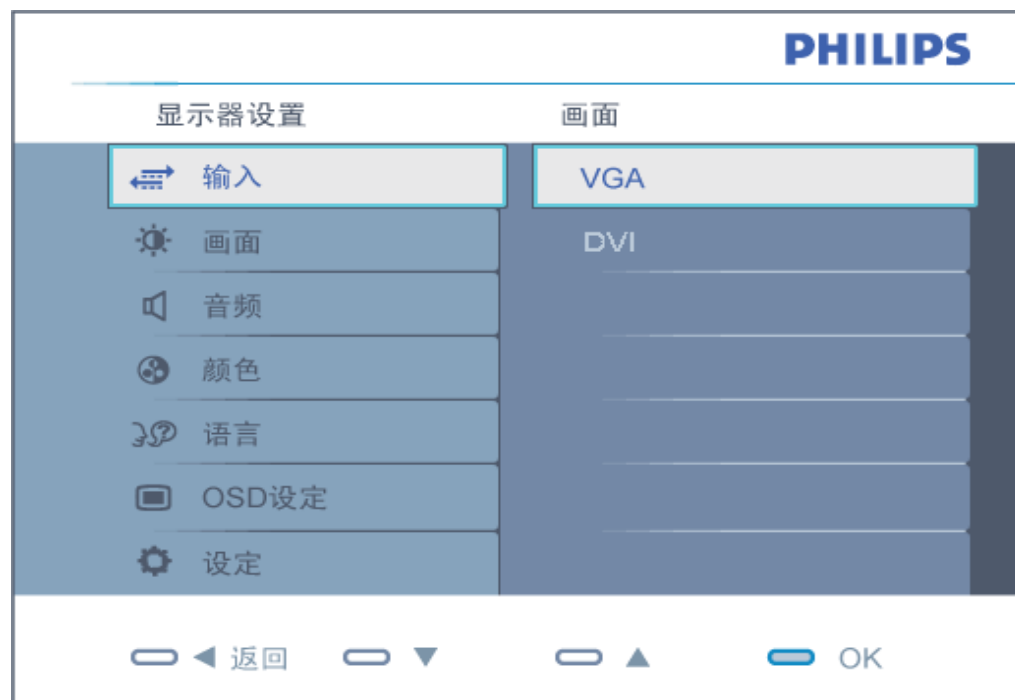 PHILIPS
显示器设置 画面
输入 VGA
画面 DVI
音频
颜色
语言
OSD设定
设定
返回 OK